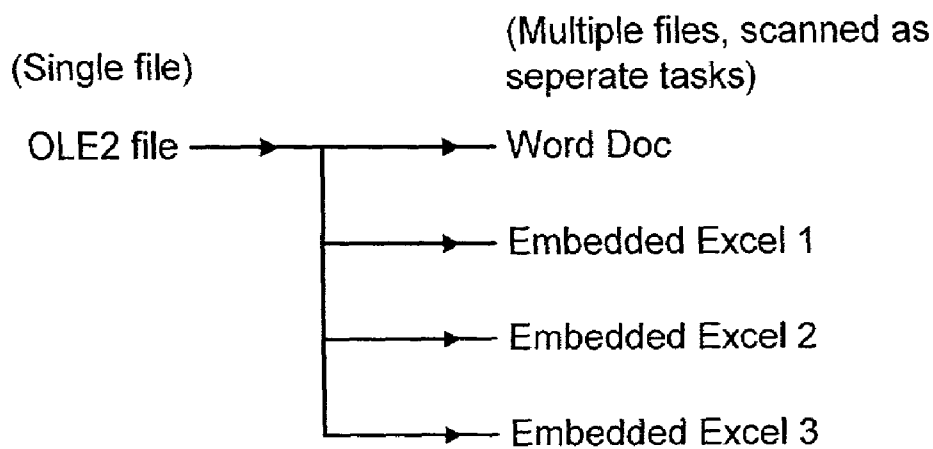 (Single file)
(Multiple files, scanned as
seperate tasks)
OLE2 file
Word Doc
Embedded Excel 1
Embedded Excel 2
Embedded Excel 3